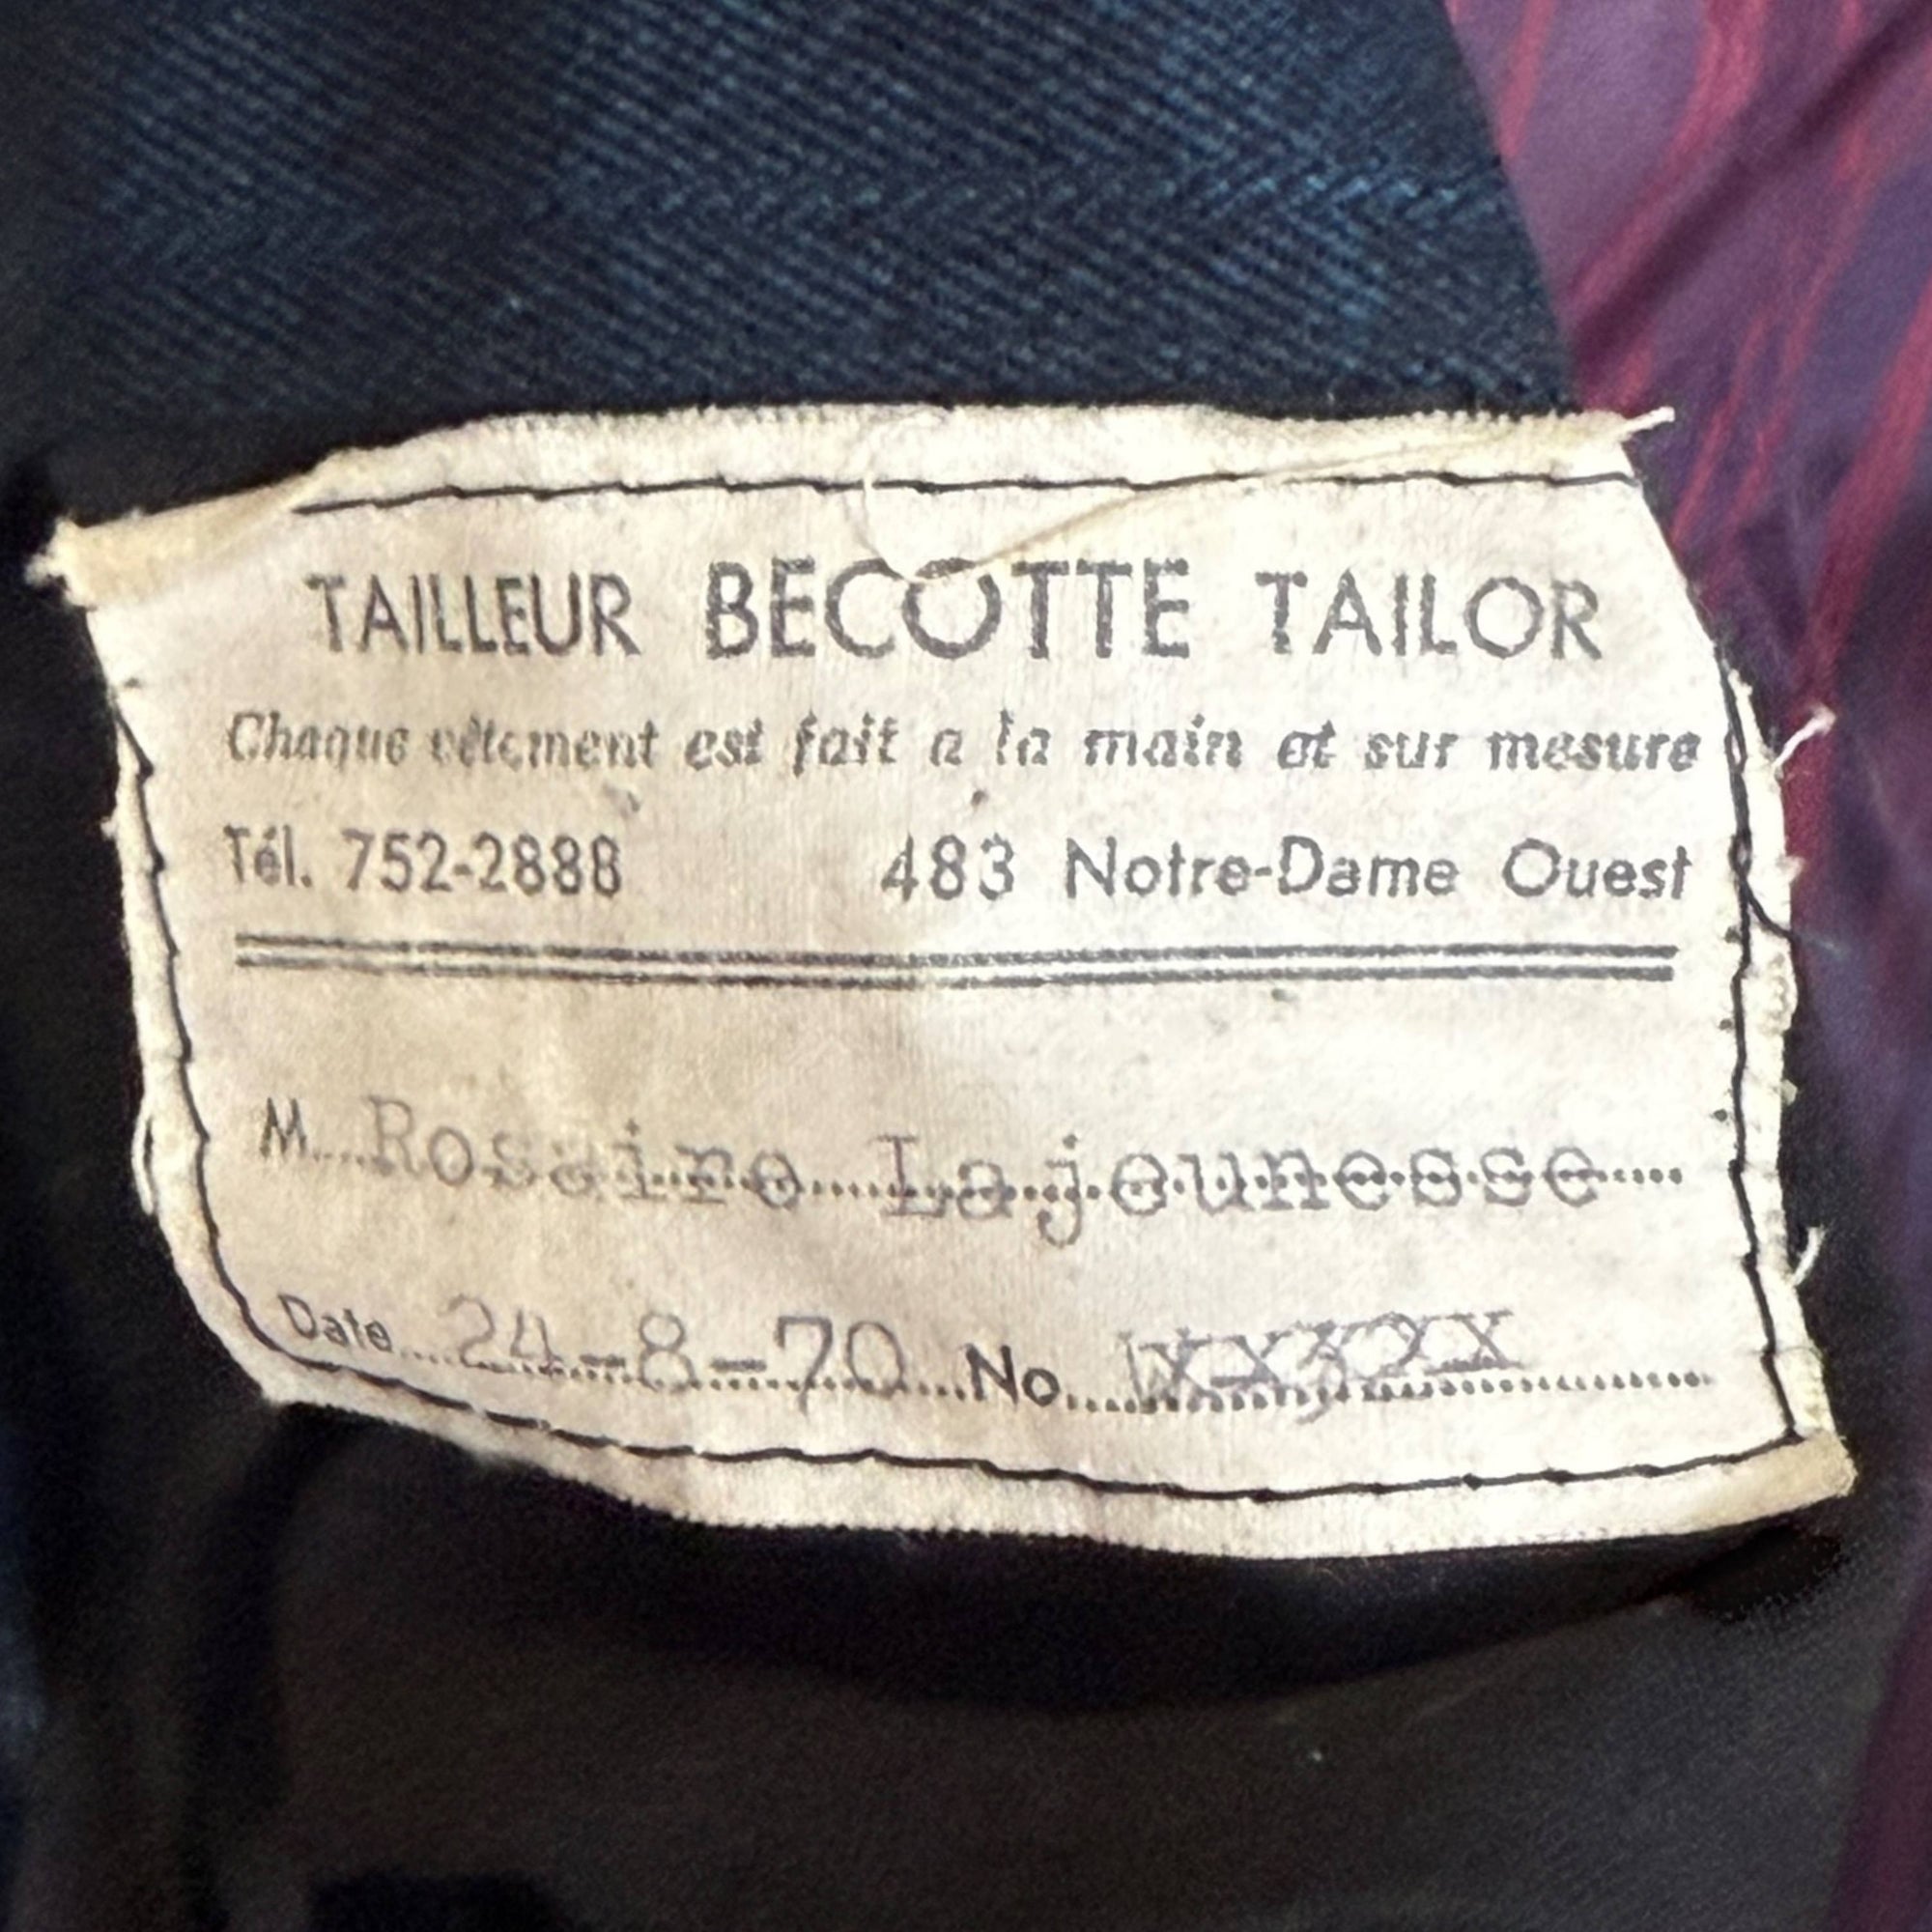 TAILLEUR BECOTTE TAILOR
Chaque vêtement est fait a la main et sur mesure
Tél. 752-2888 483 Notre-Dame Ouest
M. Rosaire Lajeunesse
Date 24-8-70 No.